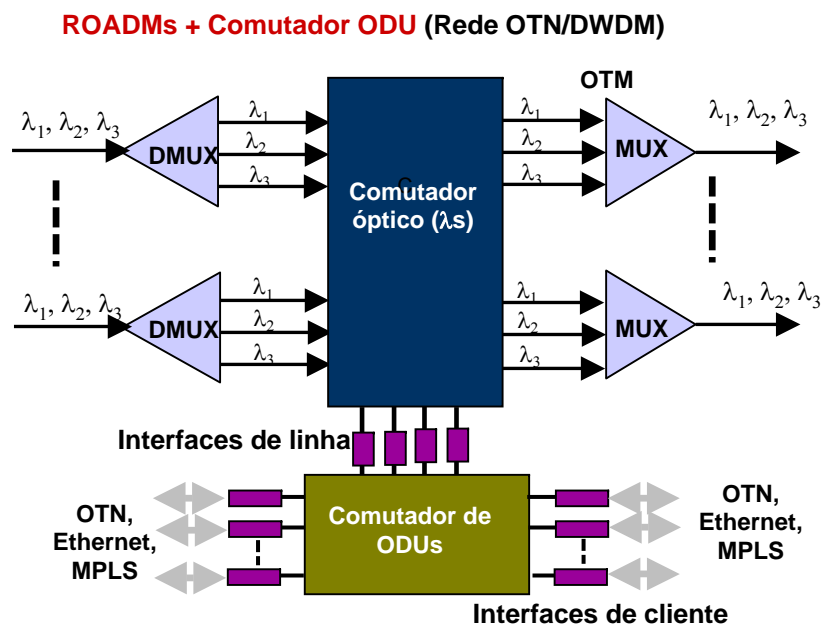 ROADMs + Comutador ODU (Rede OTN/DWDM)
OTM
λ1, λ2, λ3
DMUX
λ1
λ2
λ3
C
Comutador
óptico (λs)
λ1
λ2
λ3
MUX
λ1, λ2, λ3
λ1, λ2, λ3
DMUX
λ1
λ2
λ3
λ1
λ2
λ3
MUX
λ1, λ2, λ3
Interfaces de linha
OTN,
Ethernet,
MPLS
Comutador de
ODUs
OTN,
Ethernet,
MPLS
Interfaces de cliente